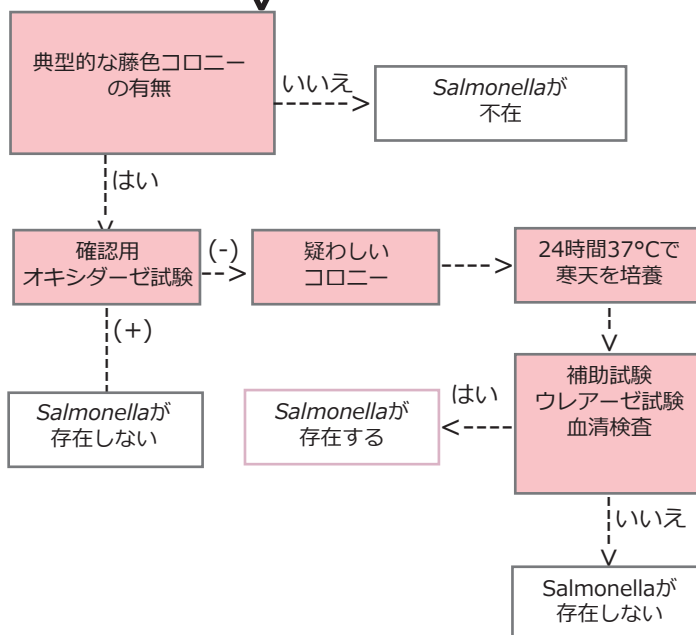 典型的な藤色コロニー
の有無
いいえ
Salmonellaが
不在
はい
確認用
オキシダーゼ試験
(-)
疑わしい
コロニー
24時間37°Cで
寒天を培養
(+)
Salmonellaが
存在しない
補助試験
ウレアーゼ試験
血清検査
はい
Salmonellaが
存在する
いいえ
Salmonellaが
存在しない